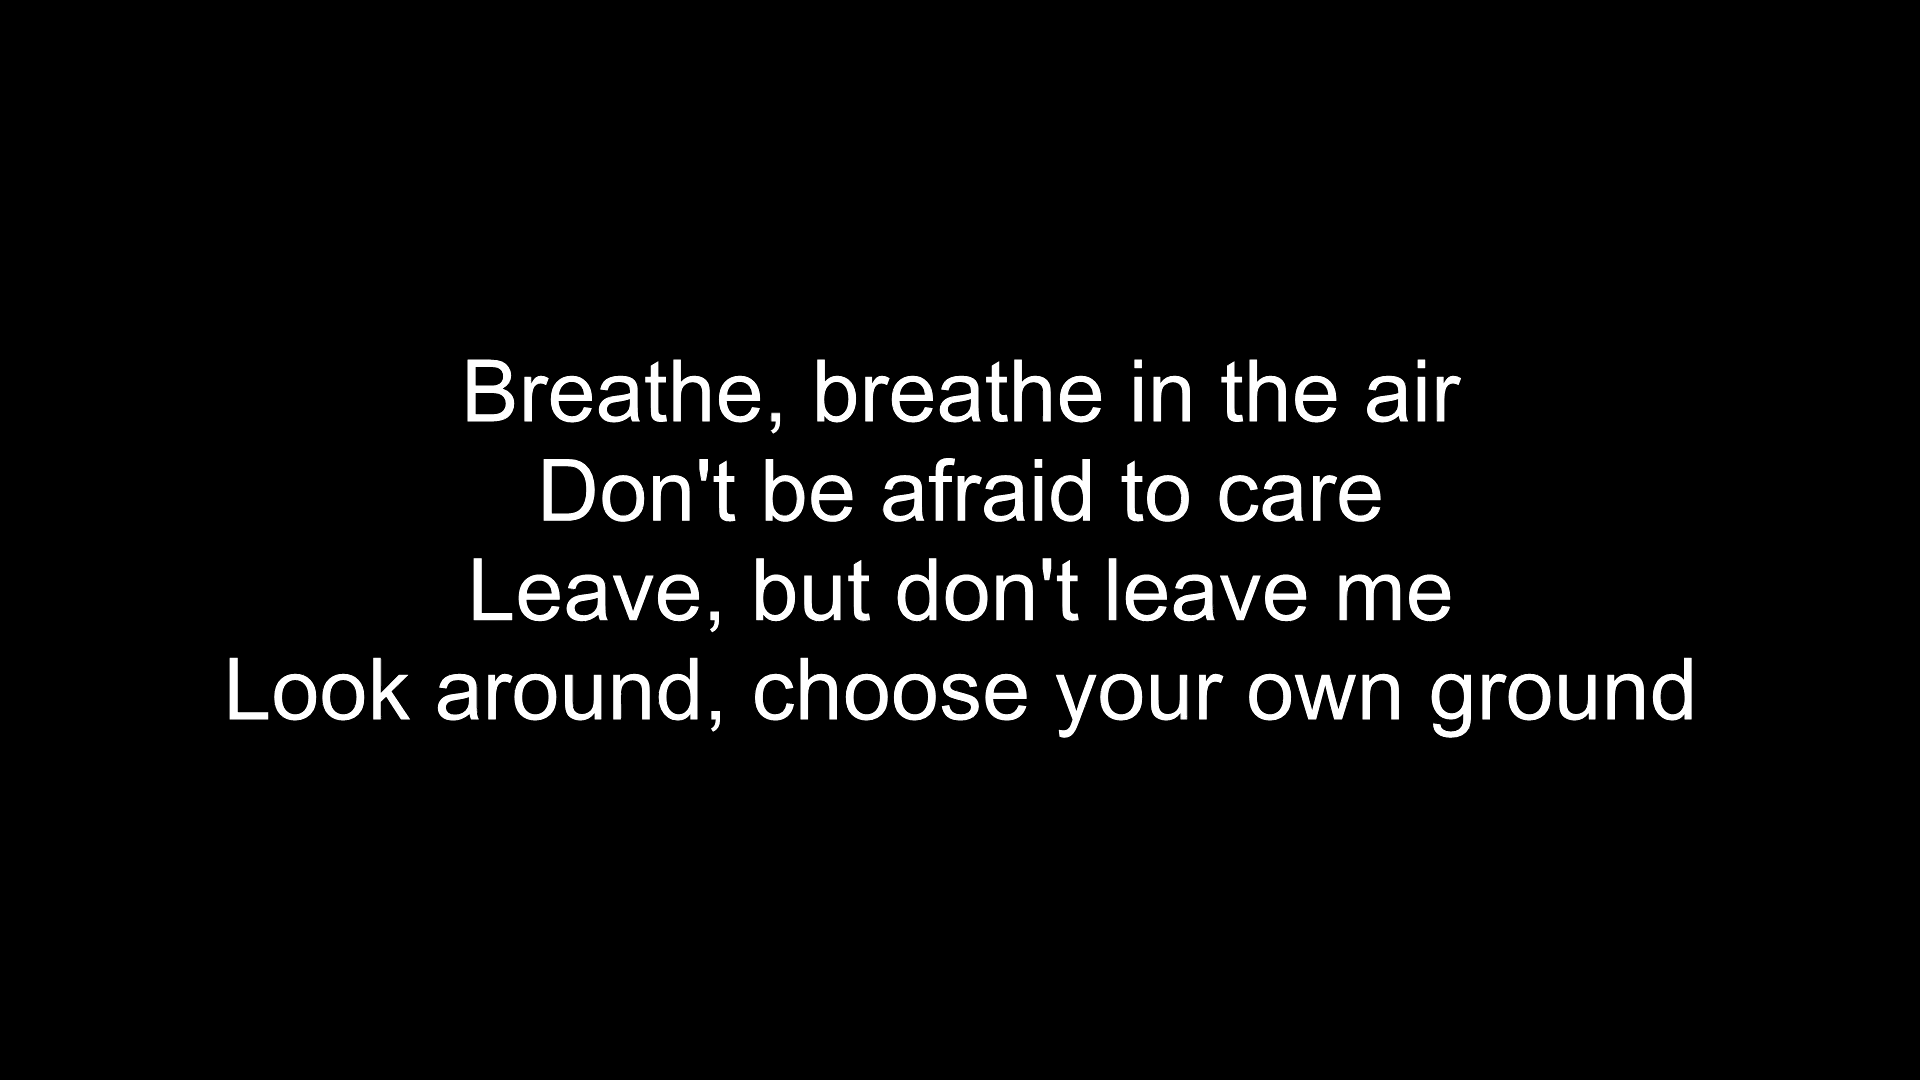 Breathe, breathe in the air
Don't be afraid to care
Leave, but don't leave me
Look around, choose your own ground